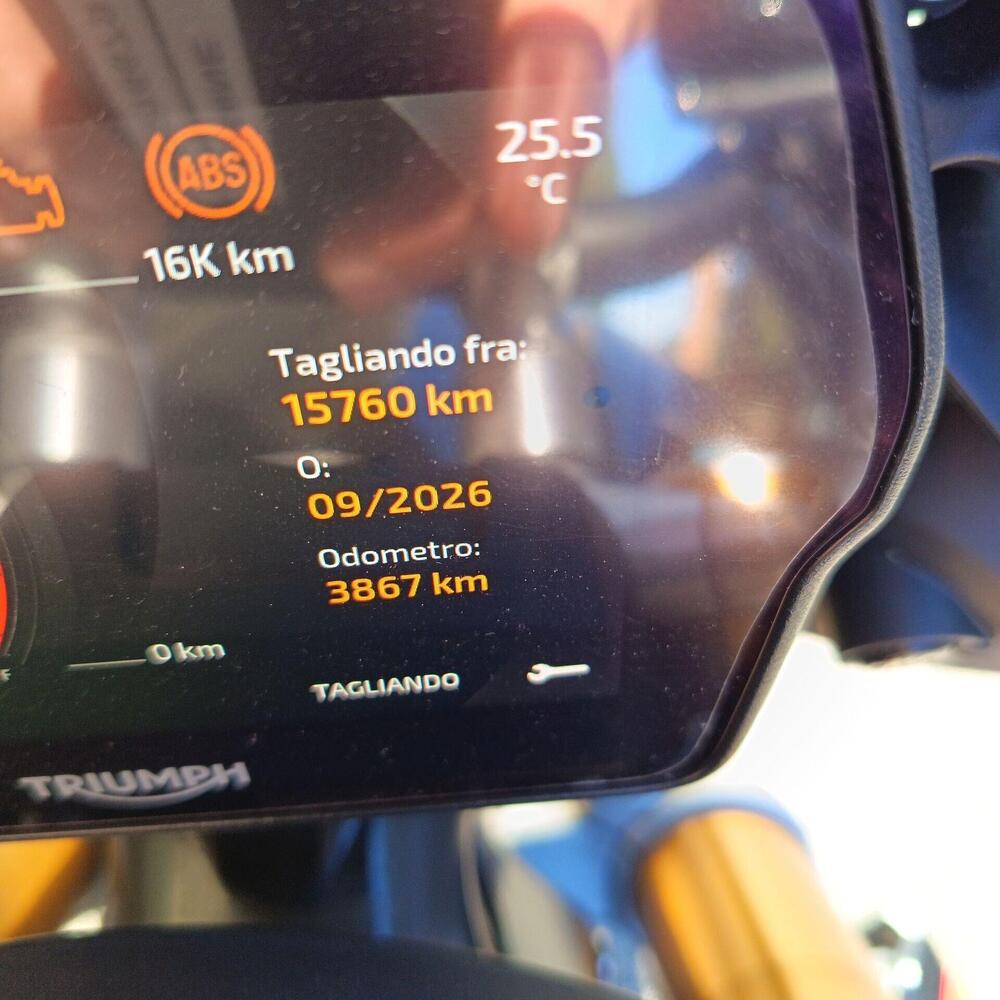 25.5
°C
ABS
16K km
Tagliando fra:
15760 km
O:
09/2026
Odometro:
3867 km
0 km
TAGLIANDO
TRIUMPH